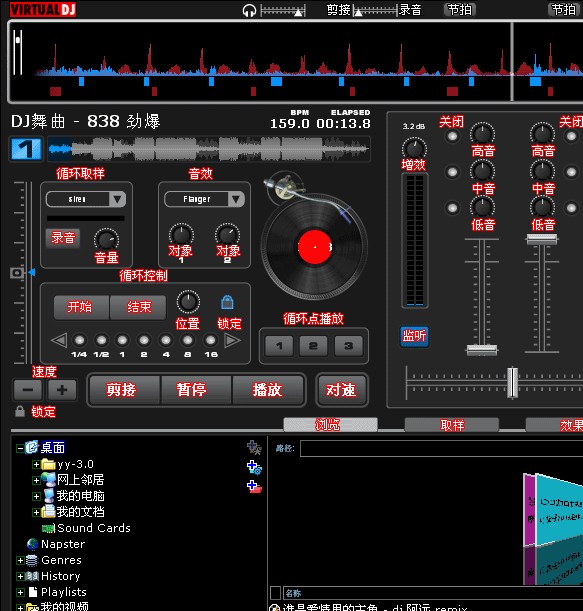 VIRTUALDJ
剪接 录音 节拍 节拍
DJ舞曲 - 838 劲爆
BPM ELAPSED
159.0 00:13.8
1
循环取样 音效
siren Flanger
录音 音量 对象1 对象2
循环控制
开始 结束 位置 锁定
1/4 1/2 1 2 4 8 16
循环点播放
1 2 3
速度
- + 剪接 暂停 播放 对速
锁定
3.2 dB
增效
监听
关闭 关闭
高音 高音
中音 中音
低音 低音
浏览 取样 效果
桌面
yy-3.0
网上邻居
我的电脑
我的文档
Sound Cards
Napster
Genres
History
Playlists
我的视频
路径:
名称
谁是爱情里的主角 - dj 阿远 remix